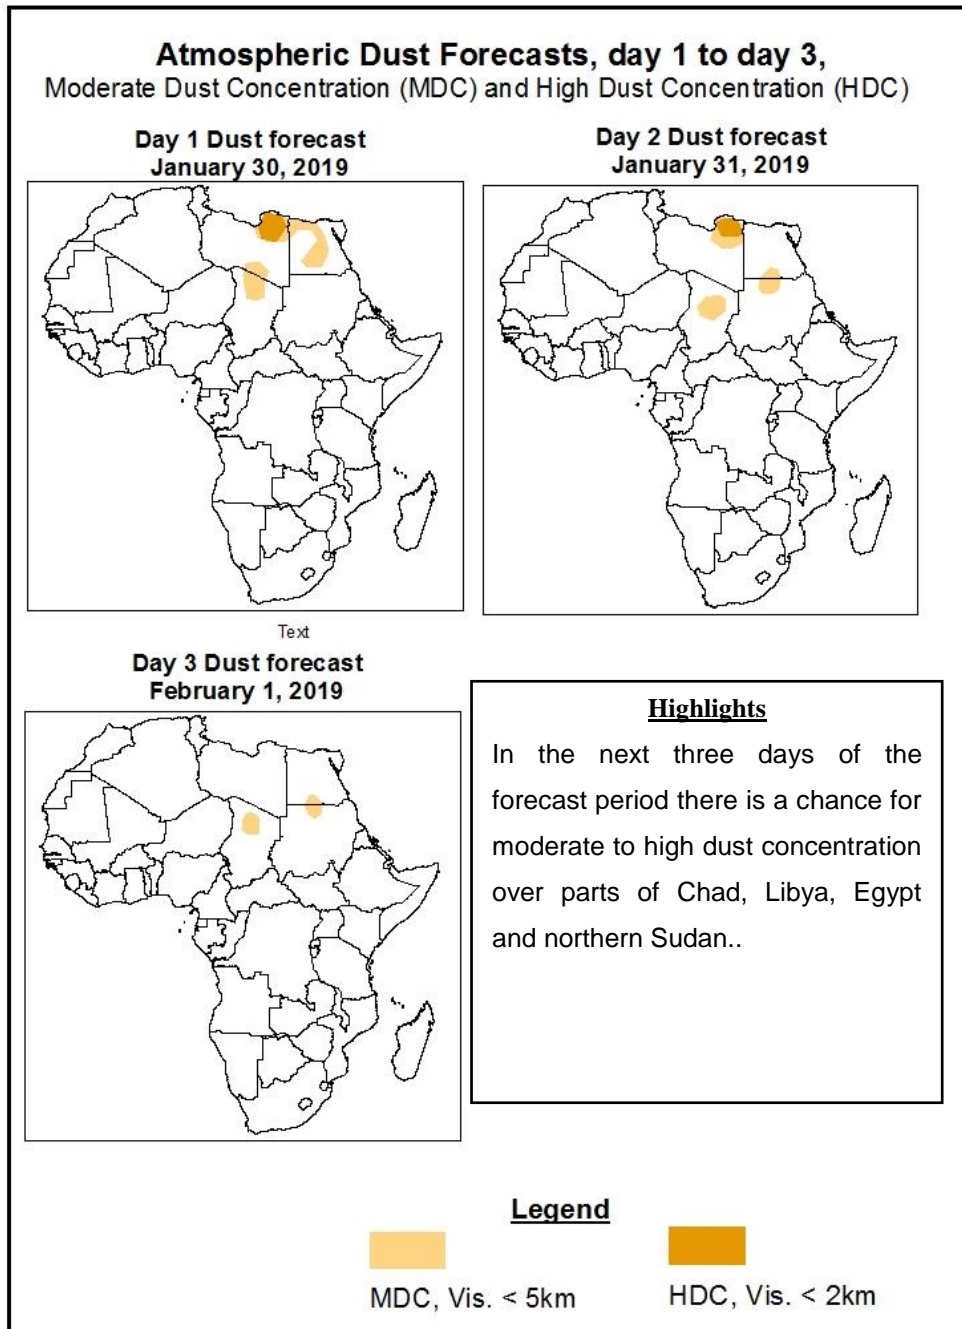 Atmospheric Dust Forecasts, day 1 to day 3,
Moderate Dust Concentration (MDC) and High Dust Concentration (HDC)
Day 1 Dust forecast
January 30, 2019
Day 2 Dust forecast
January 31, 2019
Text
Day 3 Dust forecast
February 1, 2019
Highlights
In the next three days of the
forecast period there is a chance for
moderate to high dust concentration
over parts of Chad, Libya, Egypt
and northern Sudan..
Legend
MDC, Vis. < 5km
HDC, Vis. < 2km